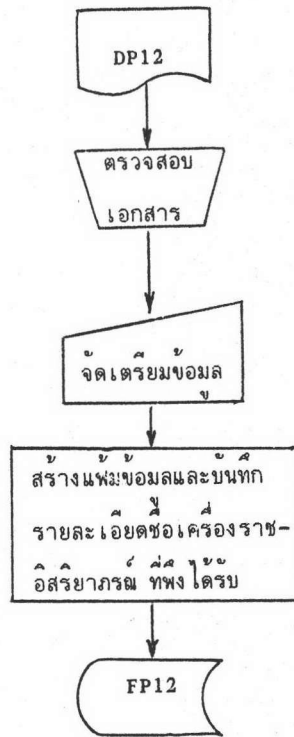 DP12
ตรวจสอบ
เอกสาร
จัดเตรียมข้อมูล
สร้างแฟ้มข้อมูลและบันทึก
รายละเอียดชื่อเครื่องราช-
อิสริยาภรณ์ ที่พึงได้รับ
FP12